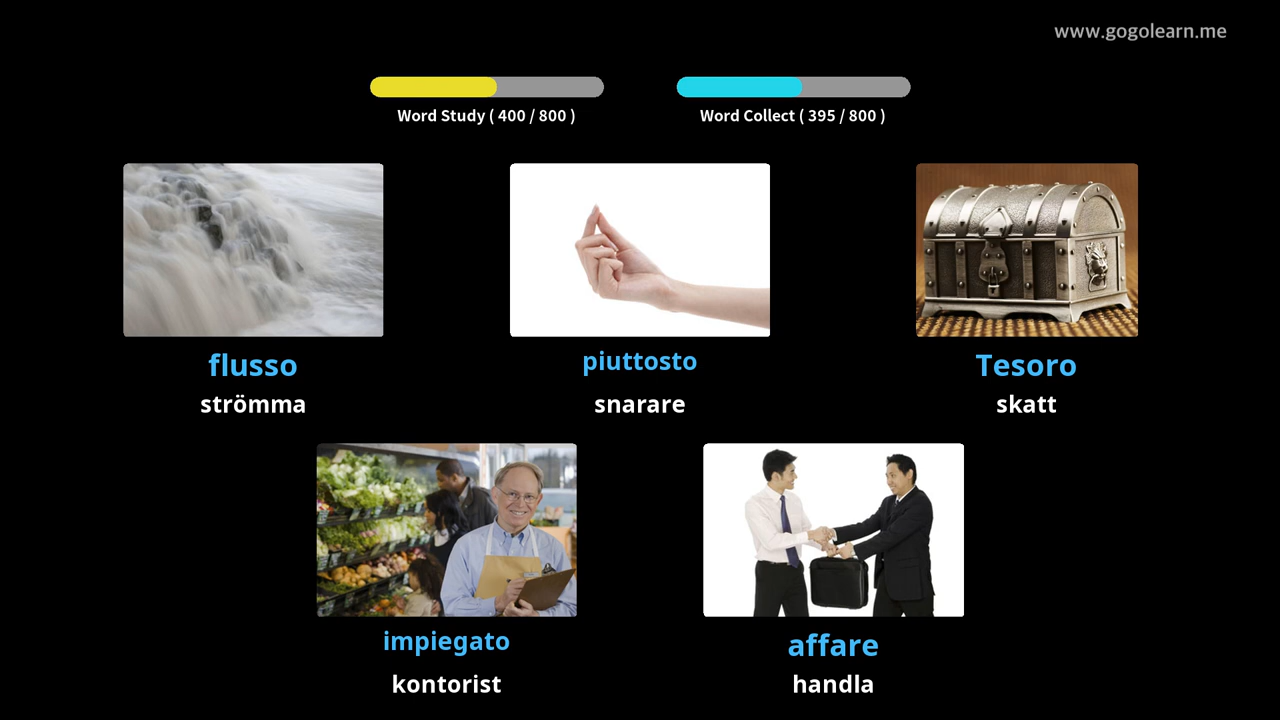 www.gogolearn.me
Word Study ( 400 / 800 )
Word Collect ( 395 / 800 )
flusso
strömma
piuttosto
snarare
Tesoro
skatt
impiegato
kontorist
affare
handla